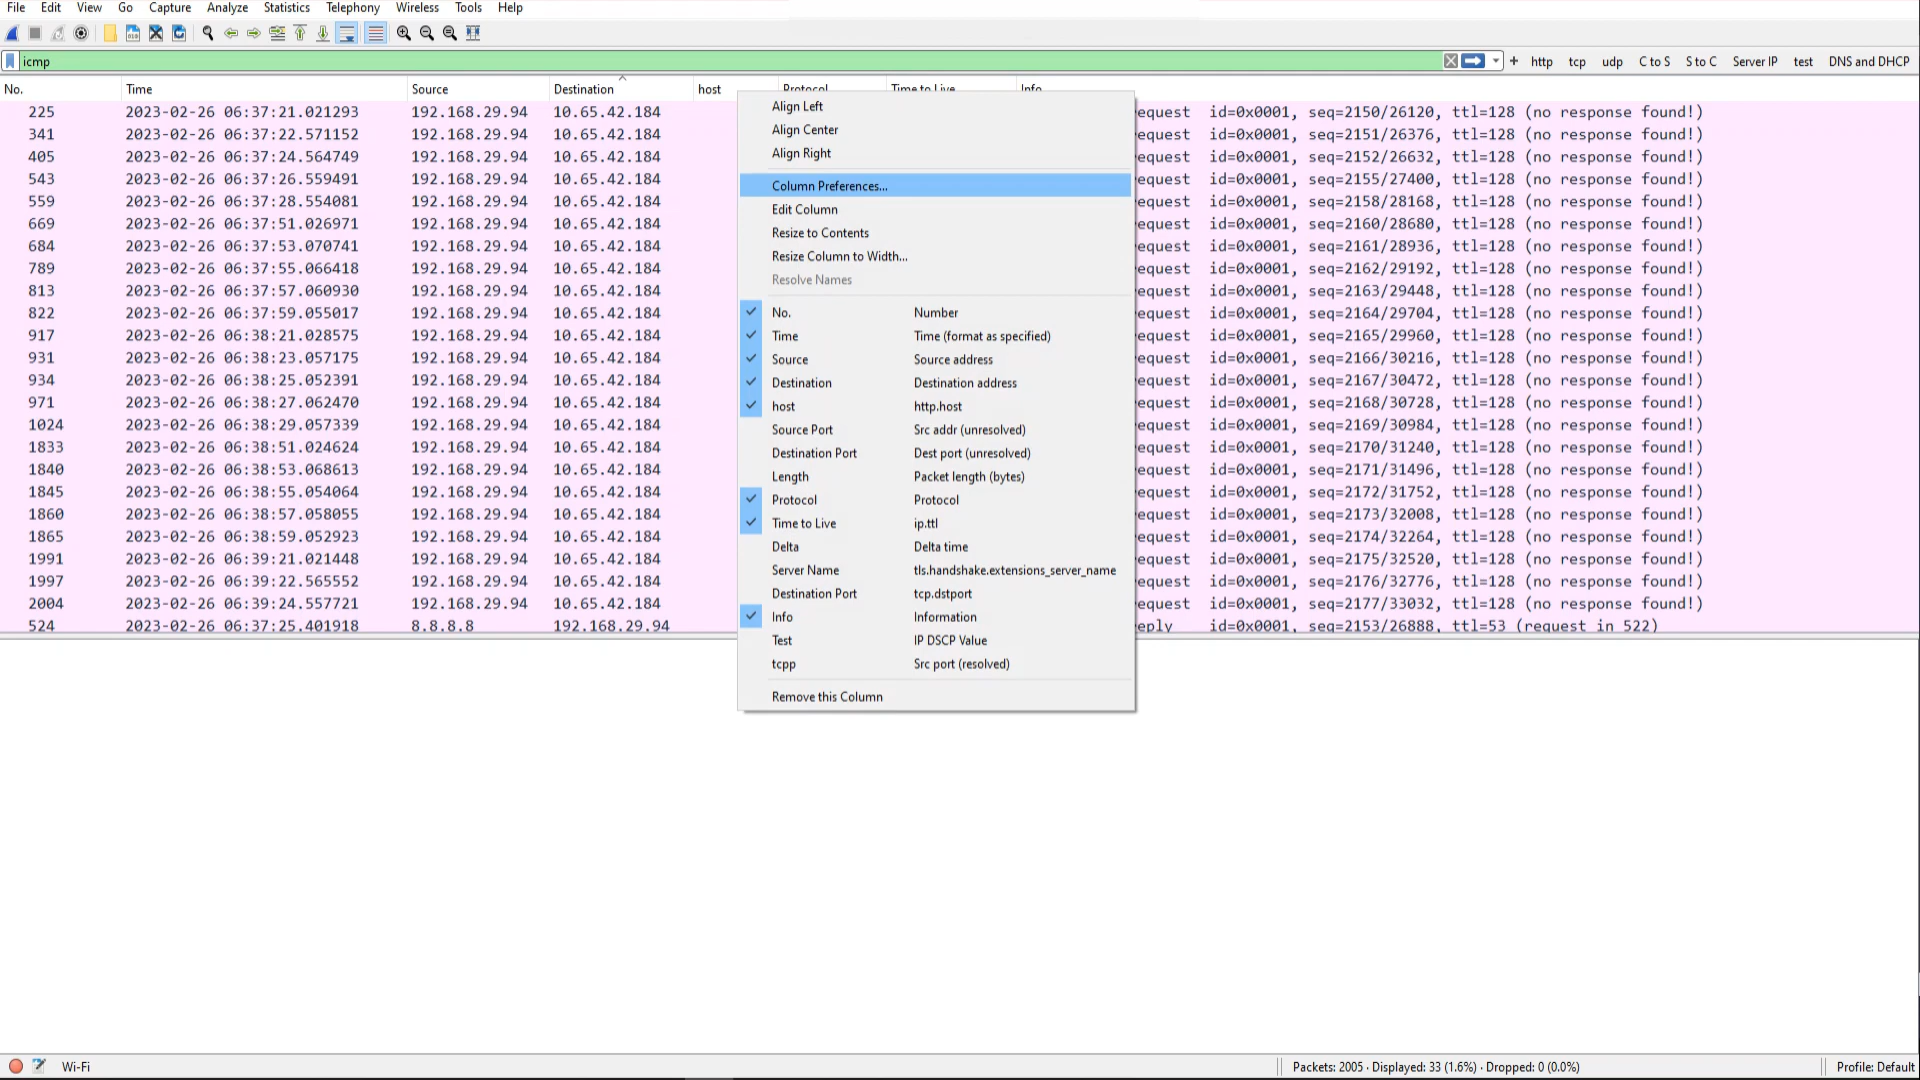 File Edit View Go Capture Analyze Statistics Telephony Wireless Tools Help
icmp + http tcp udp C to S S to C Server IP test DNS and DHCP
No. Time Source Destination host Protocol Time to Live Info
225 2023-02-26 06:37:21.021293 192.168.29.94 10.65.42.184 equest id=0x0001, seq=2150/26120, ttl=128 (no response found!)
341 2023-02-26 06:37:22.571152 192.168.29.94 10.65.42.184 equest id=0x0001, seq=2151/26376, ttl=128 (no response found!)
405 2023-02-26 06:37:24.564749 192.168.29.94 10.65.42.184 equest id=0x0001, seq=2152/26632, ttl=128 (no response found!)
543 2023-02-26 06:37:26.559491 192.168.29.94 10.65.42.184 equest id=0x0001, seq=2155/27400, ttl=128 (no response found!)
559 2023-02-26 06:37:28.554081 192.168.29.94 10.65.42.184 equest id=0x0001, seq=2158/28168, ttl=128 (no response found!)
669 2023-02-26 06:37:51.026971 192.168.29.94 10.65.42.184 equest id=0x0001, seq=2160/28680, ttl=128 (no response found!)
684 2023-02-26 06:37:53.070741 192.168.29.94 10.65.42.184 equest id=0x0001, seq=2161/28936, ttl=128 (no response found!)
789 2023-02-26 06:37:55.066418 192.168.29.94 10.65.42.184 equest id=0x0001, seq=2162/29192, ttl=128 (no response found!)
813 2023-02-26 06:37:57.060930 192.168.29.94 10.65.42.184 equest id=0x0001, seq=2163/29448, ttl=128 (no response found!)
822 2023-02-26 06:37:59.055017 192.168.29.94 10.65.42.184 equest id=0x0001, seq=2164/29704, ttl=128 (no response found!)
917 2023-02-26 06:38:21.028575 192.168.29.94 10.65.42.184 equest id=0x0001, seq=2165/29960, ttl=128 (no response found!)
931 2023-02-26 06:38:23.057175 192.168.29.94 10.65.42.184 equest id=0x0001, seq=2166/30216, ttl=128 (no response found!)
934 2023-02-26 06:38:25.052391 192.168.29.94 10.65.42.184 equest id=0x0001, seq=2167/30472, ttl=128 (no response found!)
971 2023-02-26 06:38:27.062470 192.168.29.94 10.65.42.184 equest id=0x0001, seq=2168/30728, ttl=128 (no response found!)
1024 2023-02-26 06:38:29.057339 192.168.29.94 10.65.42.184 equest id=0x0001, seq=2169/30984, ttl=128 (no response found!)
1833 2023-02-26 06:38:51.024624 192.168.29.94 10.65.42.184 equest id=0x0001, seq=2170/31240, ttl=128 (no response found!)
1840 2023-02-26 06:38:53.068613 192.168.29.94 10.65.42.184 equest id=0x0001, seq=2171/31496, ttl=128 (no response found!)
1845 2023-02-26 06:38:55.054064 192.168.29.94 10.65.42.184 equest id=0x0001, seq=2172/31752, ttl=128 (no response found!)
1860 2023-02-26 06:38:57.058055 192.168.29.94 10.65.42.184 equest id=0x0001, seq=2173/32008, ttl=128 (no response found!)
1865 2023-02-26 06:38:59.052923 192.168.29.94 10.65.42.184 equest id=0x0001, seq=2174/32264, ttl=128 (no response found!)
1991 2023-02-26 06:39:21.021448 192.168.29.94 10.65.42.184 equest id=0x0001, seq=2175/32520, ttl=128 (no response found!)
1997 2023-02-26 06:39:22.565552 192.168.29.94 10.65.42.184 equest id=0x0001, seq=2176/32776, ttl=128 (no response found!)
2004 2023-02-26 06:39:24.557721 192.168.29.94 10.65.42.184 equest id=0x0001, seq=2177/33032, ttl=128 (no response found!)
524 2023-02-26 06:37:25.401918 8.8.8.8 192.168.29.94 eply id=0x0001, seq=2153/26888, ttl=53 (request in 522)
Align Left
Align Center
Align Right
Column Preferences...
Edit Column
Resize to Contents
Resize Column to Width...
Resolve Names
No. Number
Time Time (format as specified)
Source Source address
Destination Destination address
host http.host
Source Port Src addr (unresolved)
Destination Port Dest port (unresolved)
Length Packet length (bytes)
Protocol Protocol
Time to Live ip.ttl
Delta Delta time
Server Name tls.handshake.extensions_server_name
Destination Port tcp.dstport
Info Information
Test IP DSCP Value
tcpp Src port (resolved)
Remove this Column
Wi-Fi Packets: 2005 · Displayed: 33 (1.6%) · Dropped: 0 (0.0%) Profile: Default